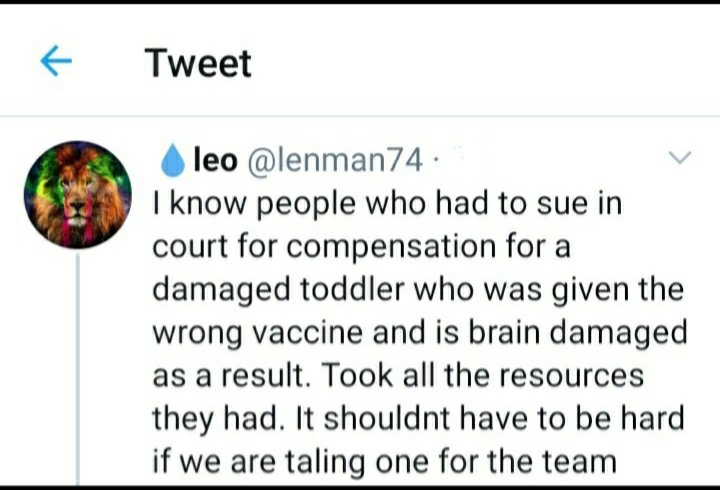 Tweet
leo @lenman74 ·
I know people who had to sue in
court for compensation for a
damaged toddler who was given the
wrong vaccine and is brain damaged
as a result. Took all the resources
they had. It shouldnt have to be hard
if we are taling one for the team